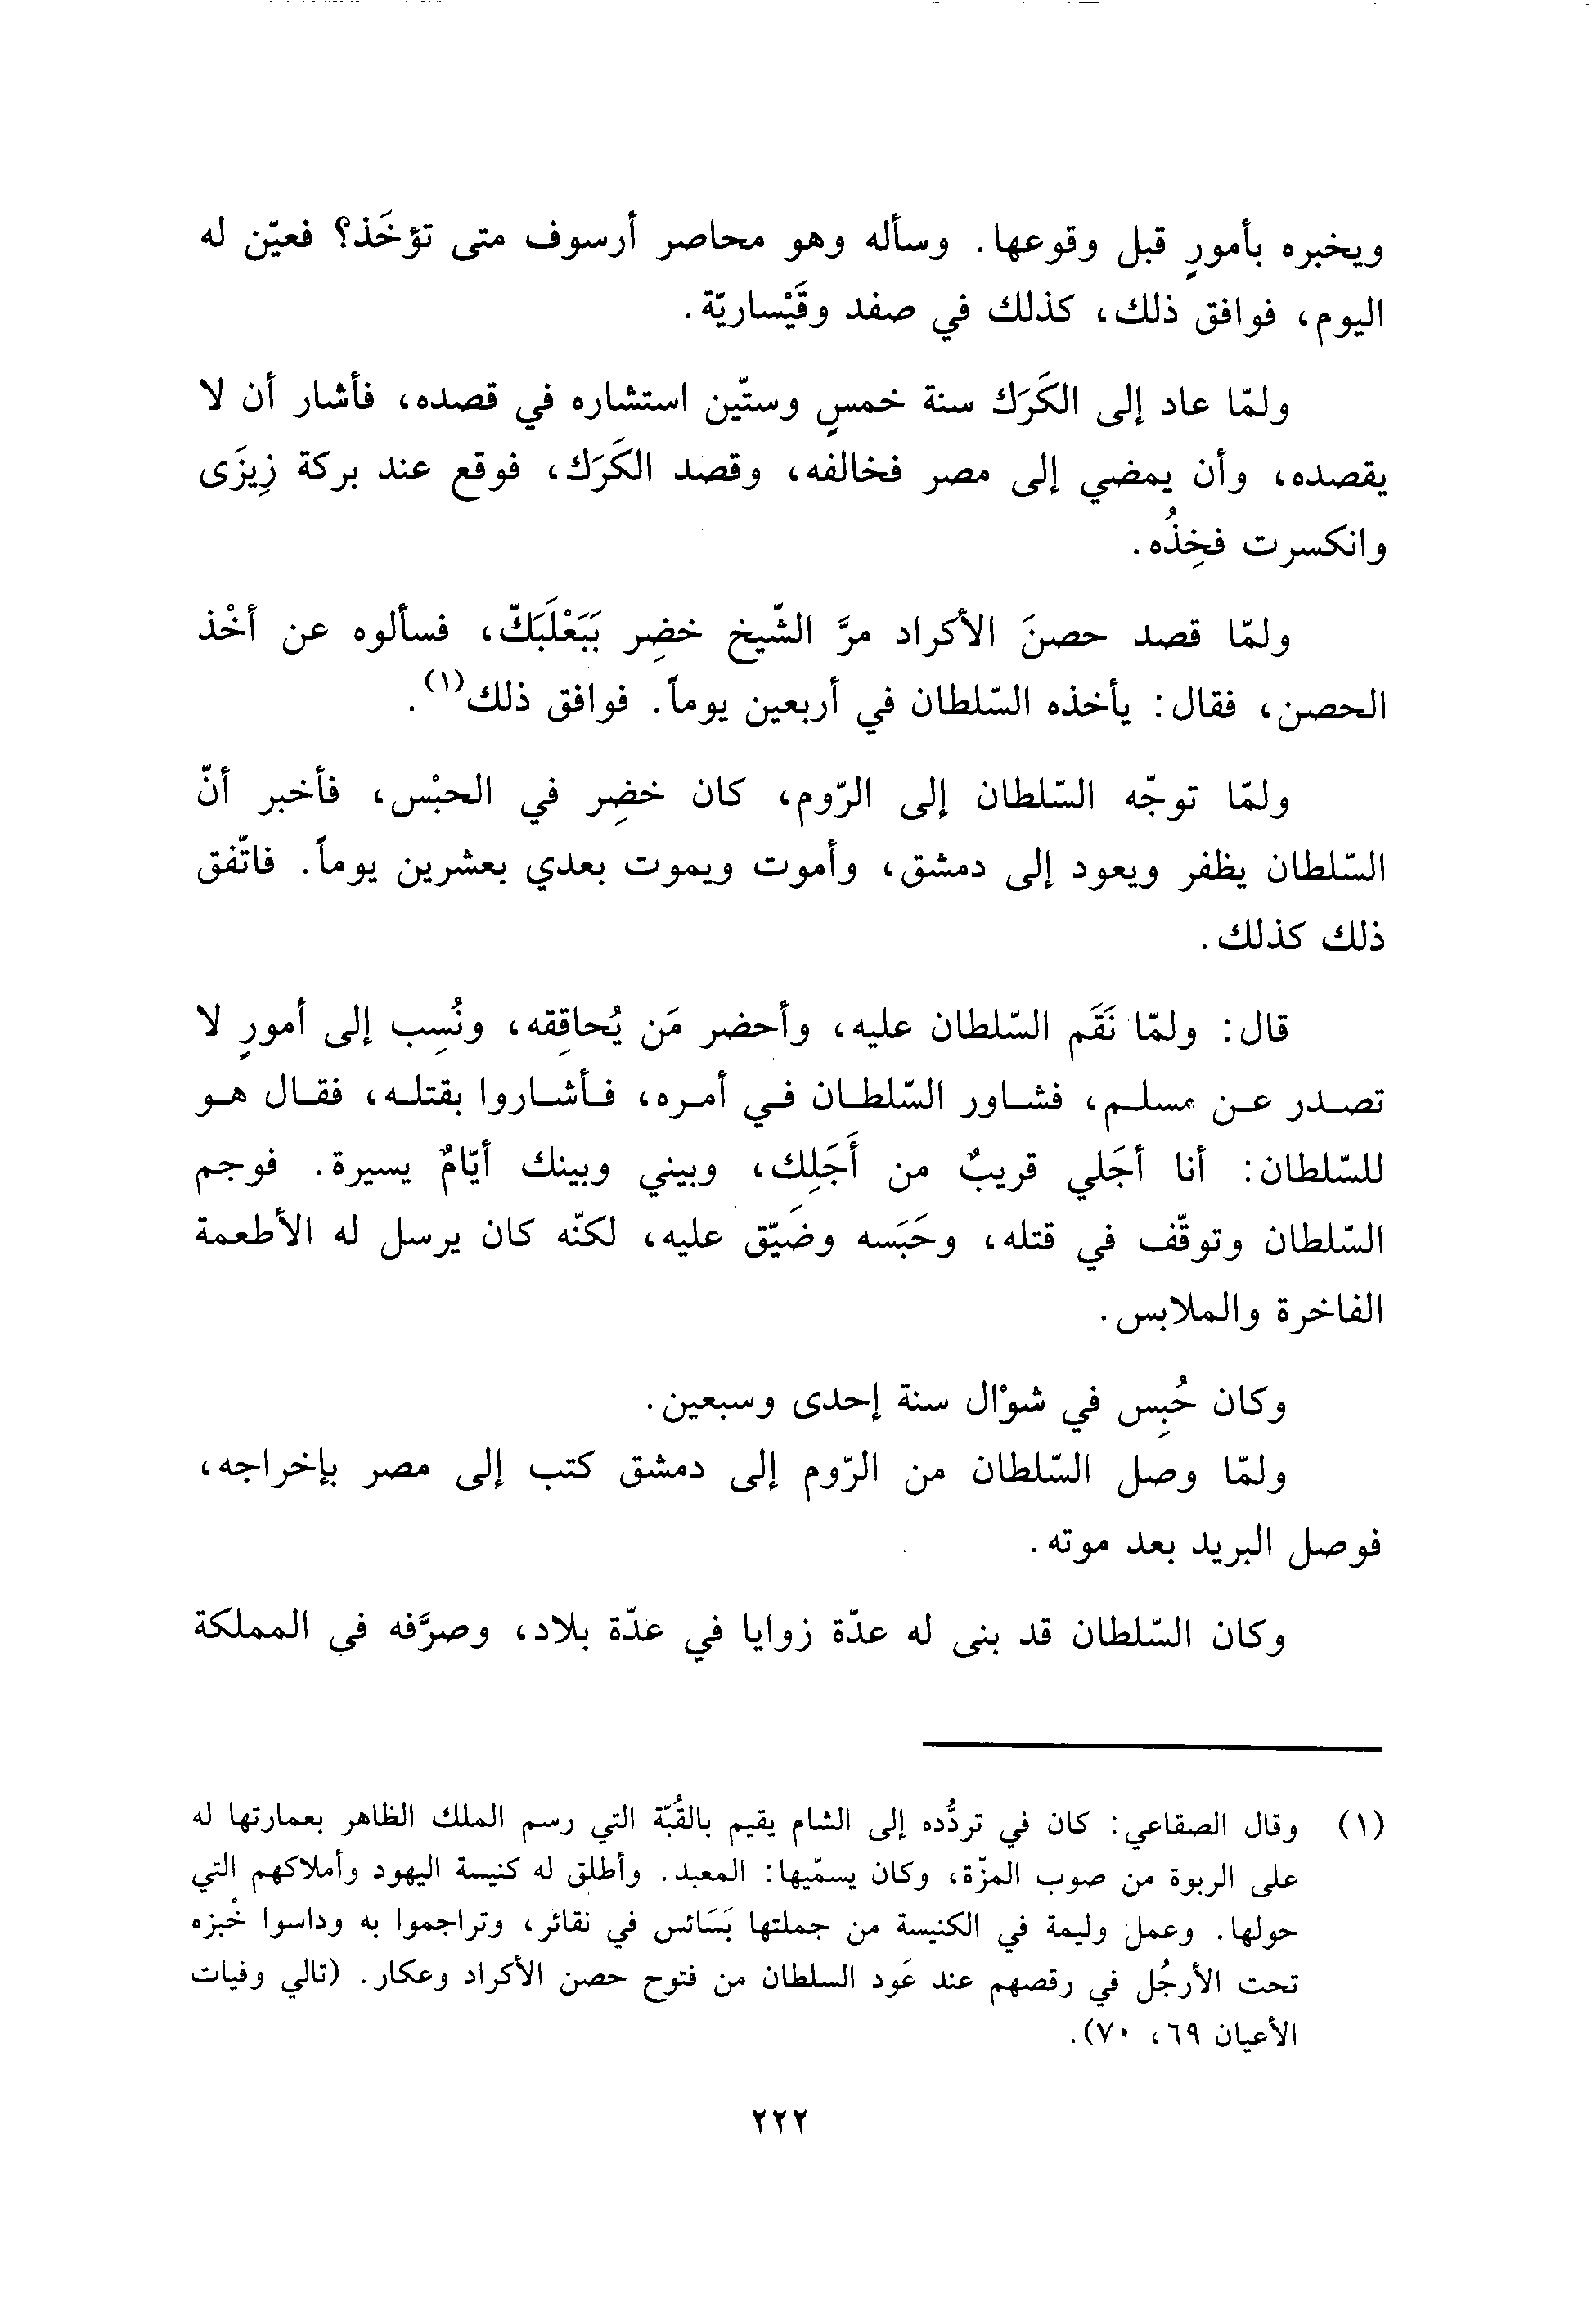 ويخبره بأمورٍ قبل وقوعها. وسأله وهو محاصر أرسوف متى تؤخَذ؟ فعيّن له
اليوم، فوافق ذلك، كذلك في صفد وقَيْساريّة.
ولمّا عاد إلى الكَرَك سنة خمسٍ وستّين استشاره في قصده، فأشار أن لا
يقصده، وأن يمضي إلى مصر فخالفه، وقصد الكَرَك، فوقع عند بركة زِيزَى
وانكسرت فخِذُه.
ولمّا قصد حصنَ الأكراد مرَّ الشّيخ خضِر بَبَعْلَبَكّ، فسألوه عن أخْذ
الحصن، فقال: يأخذه السّلطان في أربعين يوماً. فوافق ذلك(١).
ولمّا توجّه السّلطان إلى الرّوم، كان خضِر في الحبْس، فأخبر أنّ
السّلطان يظفر ويعود إلى دمشق، وأموت ويموت بعدي بعشرين يوماً. فاتّفق
ذلك كذلك.
قال: ولمّا نَقَم السّلطان عليه، وأحضر مَن يُحاقِقه، ونُسِب إلى أمورٍ لا
تصدر عن مسلم، فشاور السّلطان في أمره، فأشاروا بقتله، فقال هو
للسّلطان: أنا أجَلي قريبٌ من أَجَلِك، وبيني وبينك أيّامٌ يسيرة. فوجم
السّلطان وتوقّف في قتله، وحَبَسه وضَيّق عليه، لكنّه كان يرسل له الأطعمة
الفاخرة والملابس.
وكان حُبِس في شوّال سنة إحدى وسبعين.
ولمّا وصل السّلطان من الرّوم إلى دمشق كتب إلى مصر بإخراجه،
فوصل البريد بعد موته.
وكان السّلطان قد بنى له عدّة زوايا في عدّة بلاد، وصرَّفه في المملكة
(١) وقال الصقاعي: كان في تردُّده إلى الشام يقيم بالقُبّة التي رسم الملك الظاهر بعمارتها له
على الربوة من صوب المزّة، وكان يسمّيها: المعبد. وأطلق له كنيسة اليهود وأملاكهم التي
حولها. وعمل وليمة في الكنيسة من جملتها بَسَائس في نقائر، وتراجموا به وداسوا خْبزه
تحت الأرجُل في رقصهم عند عَود السلطان من فتوح حصن الأكراد وعكار. (تالي وفيات
الأعيان ٦٩، ٧٠).
٢٢٢